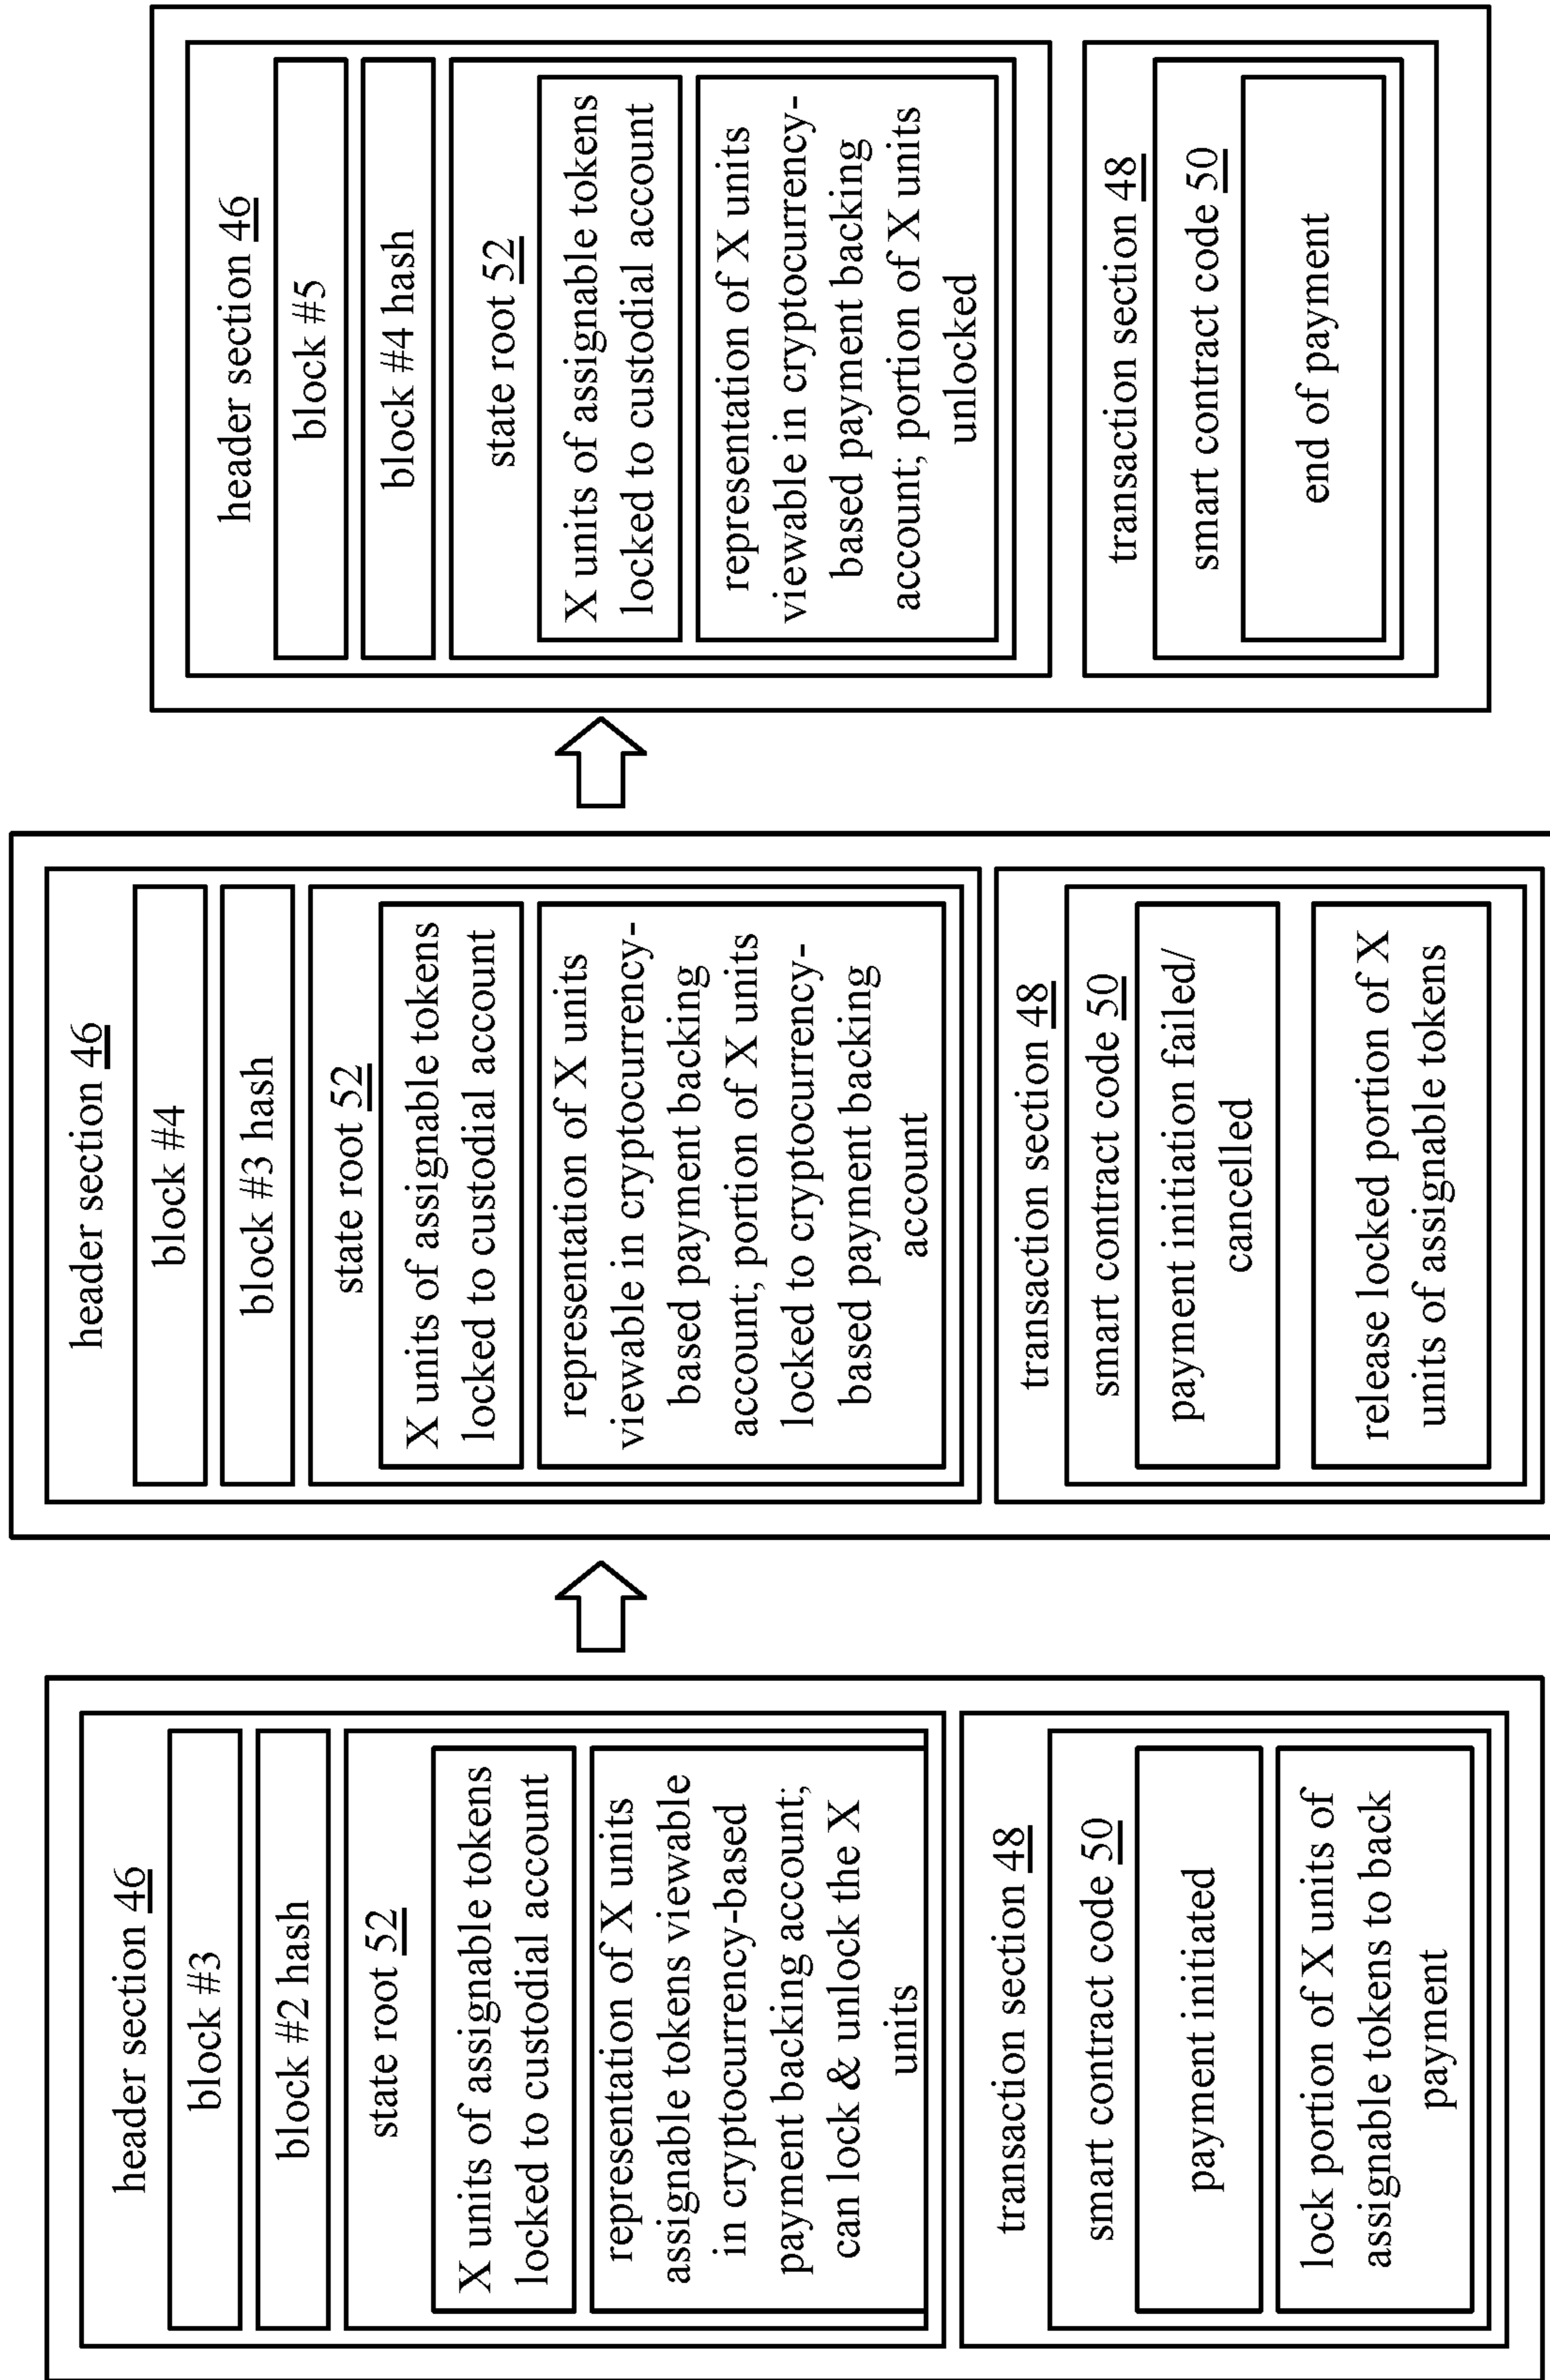 header section 46
block #3
block #2 hash
state root 52
X units of assignable tokens
locked to custodial account
representation of X units
assignable tokens viewable
in cryptocurrency-based
payment backing account;
can lock & unlock the X
units
transaction section 48
smart contract code 50
payment initiated
lock portion of X units of
assignable tokens to back
payment
header section 46
block #4
block #3 hash
state root 52
X units of assignable tokens
locked to custodial account
representation of X units
viewable in cryptocurrency-
based payment backing
account; portion of X units
locked to cryptocurrency-
based payment backing
account
transaction section 48
smart contract code 50
payment initiation failed/
cancelled
release locked portion of X
units of assignable tokens
header section 46
block #5
block #4 hash
state root 52
X units of assignable tokens
locked to custodial account
representation of X units
viewable in cryptocurrency-
based payment backing
account; portion of X units
unlocked
transaction section 48
smart contract code 50
end of payment